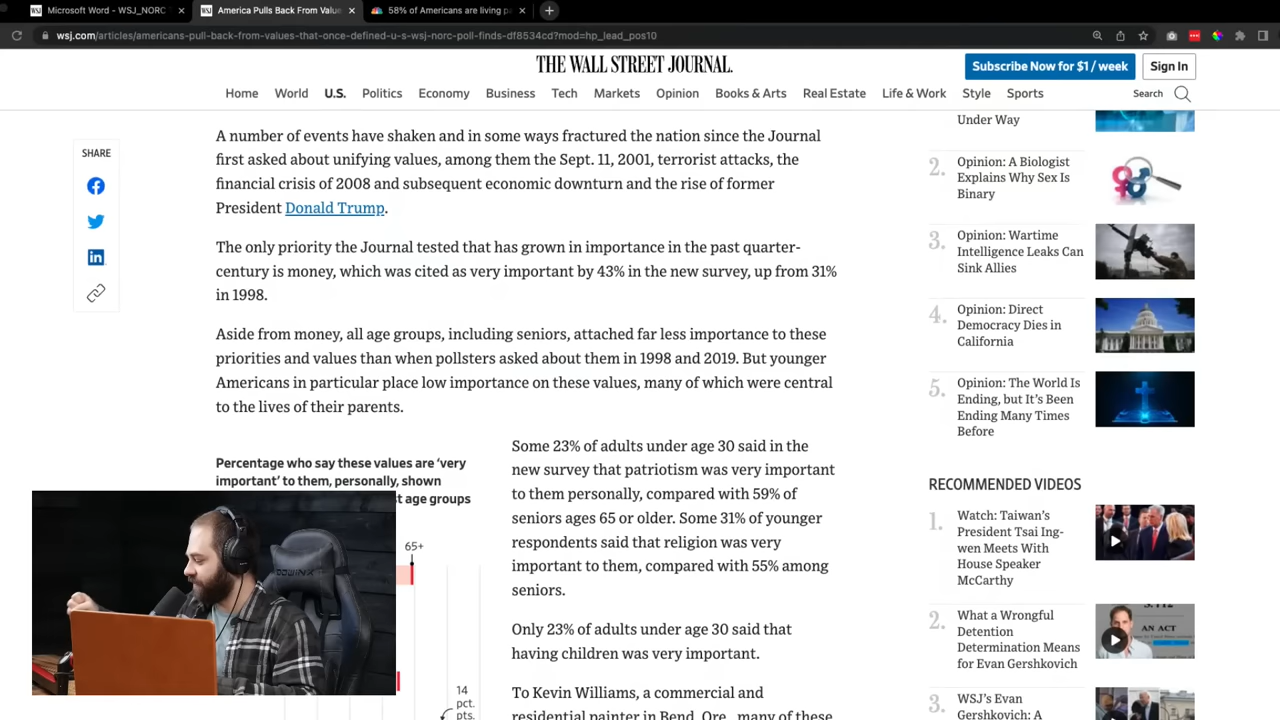 Microsoft Word - WSJ_NORC
America Pulls Back From Value
58% of Americans are living pa
wsj.com/articles/americans-pull-back-from-values-that-once-defined-u-s-wsj-norc-poll-finds-df8534cd?mod=hp_lead_pos10
THE WALL STREET JOURNAL.
Subscribe Now for $1 / week
Sign In
Home World U.S. Politics Economy Business Tech Markets Opinion Books & Arts Real Estate Life & Work Style Sports
Search
SHARE
A number of events have shaken and in some ways fractured the nation since the Journal
first asked about unifying values, among them the Sept. 11, 2001, terrorist attacks, the
financial crisis of 2008 and subsequent economic downturn and the rise of former
President Donald Trump.
The only priority the Journal tested that has grown in importance in the past quarter-
century is money, which was cited as very important by 43% in the new survey, up from 31%
in 1998.
Aside from money, all age groups, including seniors, attached far less importance to these
priorities and values than when pollsters asked about them in 1998 and 2019. But younger
Americans in particular place low importance on these values, many of which were central
to the lives of their parents.
Percentage who say these values are ‘very
important’ to them, personally, shown
st age groups
65+
14
pct.
pts.
Some 23% of adults under age 30 said in the
new survey that patriotism was very important
to them personally, compared with 59% of
seniors ages 65 or older. Some 31% of younger
respondents said that religion was very
important to them, compared with 55% among
seniors.
Only 23% of adults under age 30 said that
having children was very important.
To Kevin Williams, a commercial and
residential painter in Bend, Ore., many of these
Under Way
2.
Opinion: A Biologist
Explains Why Sex Is
Binary
3.
Opinion: Wartime
Intelligence Leaks Can
Sink Allies
4.
Opinion: Direct
Democracy Dies in
California
5.
Opinion: The World Is
Ending, but It’s Been
Ending Many Times
Before
RECOMMENDED VIDEOS
1.
Watch: Taiwan’s
President Tsai Ing-
wen Meets With
House Speaker
McCarthy
2.
What a Wrongful
Detention
Determination Means
for Evan Gershkovich
AN ACT
3.
WSJ’s Evan
Gershkovich: A